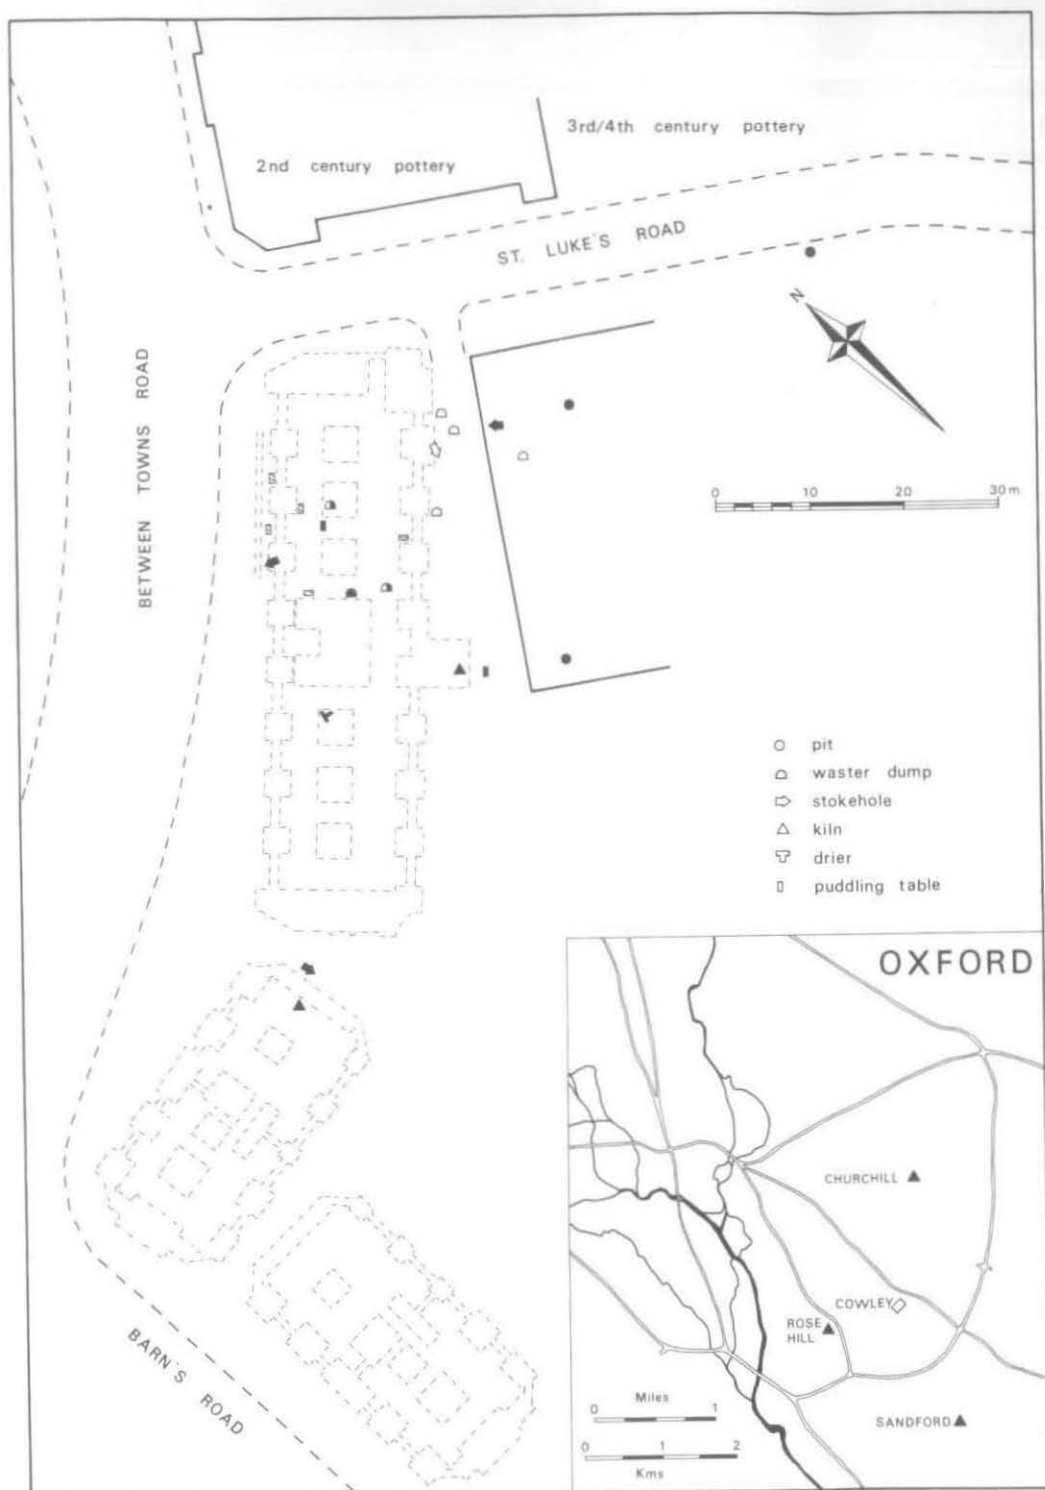 3rd/4th century pottery
2nd century pottery
ST. LUKE'S ROAD
N
BETWEEN TOWNS ROAD
0 10 20 30m
pit
waster dump
stokehole
kiln
drier
puddling table
BARN'S ROAD
OXFORD
CHURCHILL
COWLEY
ROSE
HILL
SANDFORD
Miles
0 1
0 1 2
Kms